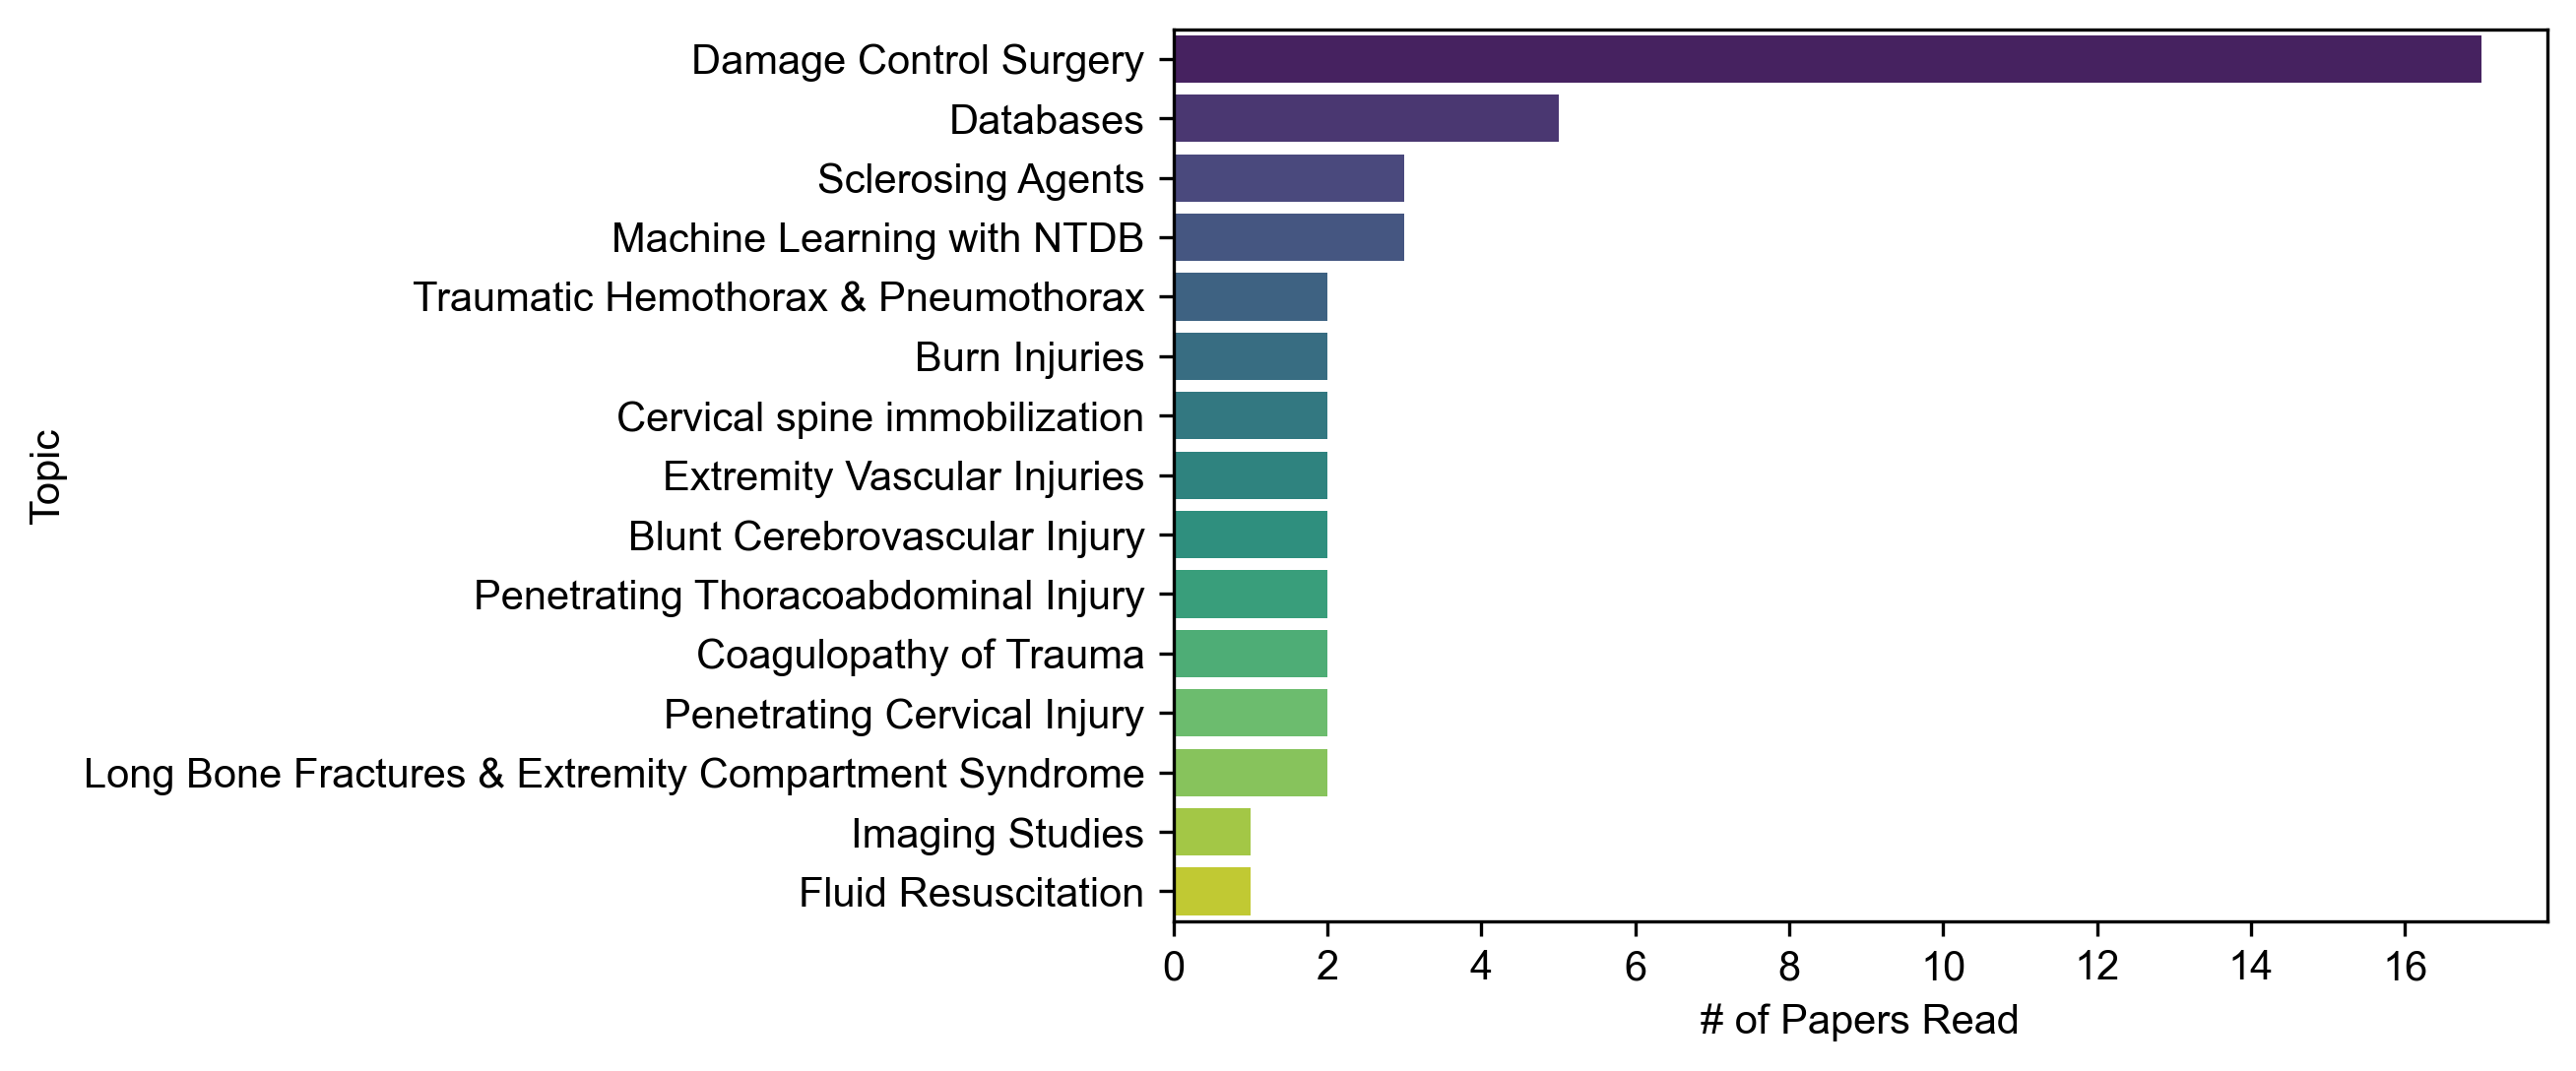 Damage Control Surgery
Databases
Sclerosing Agents
Machine Learning with NTDB
Traumatic Hemothorax & Pneumothorax
Burn Injuries
Cervical spine immobilization
Extremity Vascular Injuries
Blunt Cerebrovascular Injury
Penetrating Thoracoabdominal Injury
Coagulopathy of Trauma
Penetrating Cervical Injury
Long Bone Fractures & Extremity Compartment Syndrome
Imaging Studies
Fluid Resuscitation
Topic
0 2 4 6 8 10 12 14 16
# of Papers Read